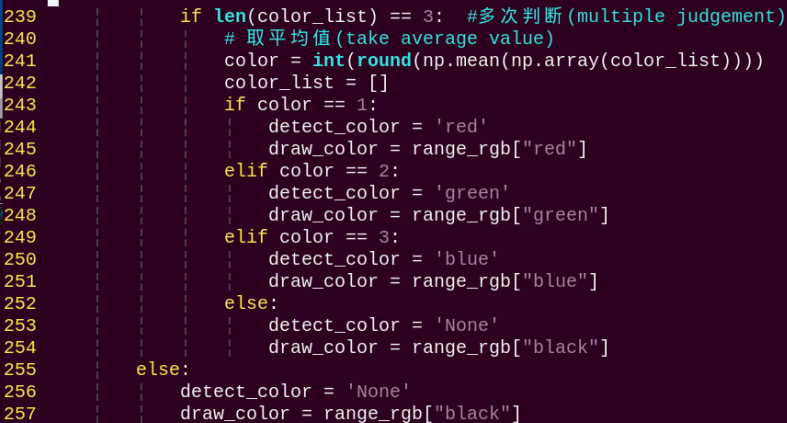 239             if len(color_list) == 3:  #多次判断(multiple judgement)
240                 # 取平均值(take average value)
241                 color = int(round(np.mean(np.array(color_list))))
242                 color_list = []
243                 if color == 1:
244                     detect_color = 'red'
245                     draw_color = range_rgb["red"]
246                 elif color == 2:
247                     detect_color = 'green'
248                     draw_color = range_rgb["green"]
249                 elif color == 3:
250                     detect_color = 'blue'
251                     draw_color = range_rgb["blue"]
252                 else:
253                     detect_color = 'None'
254                     draw_color = range_rgb["black"]
255         else:
256             detect_color = 'None'
257             draw_color = range_rgb["black"]